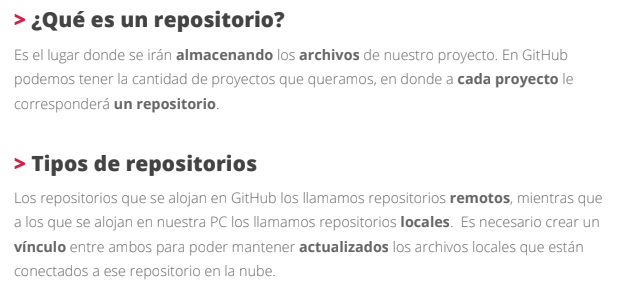 > ¿Qué es un repositorio?
Es el lugar donde se irán almacenando los archivos de nuestro proyecto. En GitHub
podemos tener la cantidad de proyectos que queramos, en donde a cada proyecto le
corresponderá un repositorio.
> Tipos de repositorios
Los repositorios que se alojan en GitHub los llamamos repositorios remotos, mientras que
a los que se alojan en nuestra PC los llamamos repositorios locales. Es necesario crear un
vínculo entre ambos para poder mantener actualizados los archivos locales que están
conectados a ese repositorio en la nube.